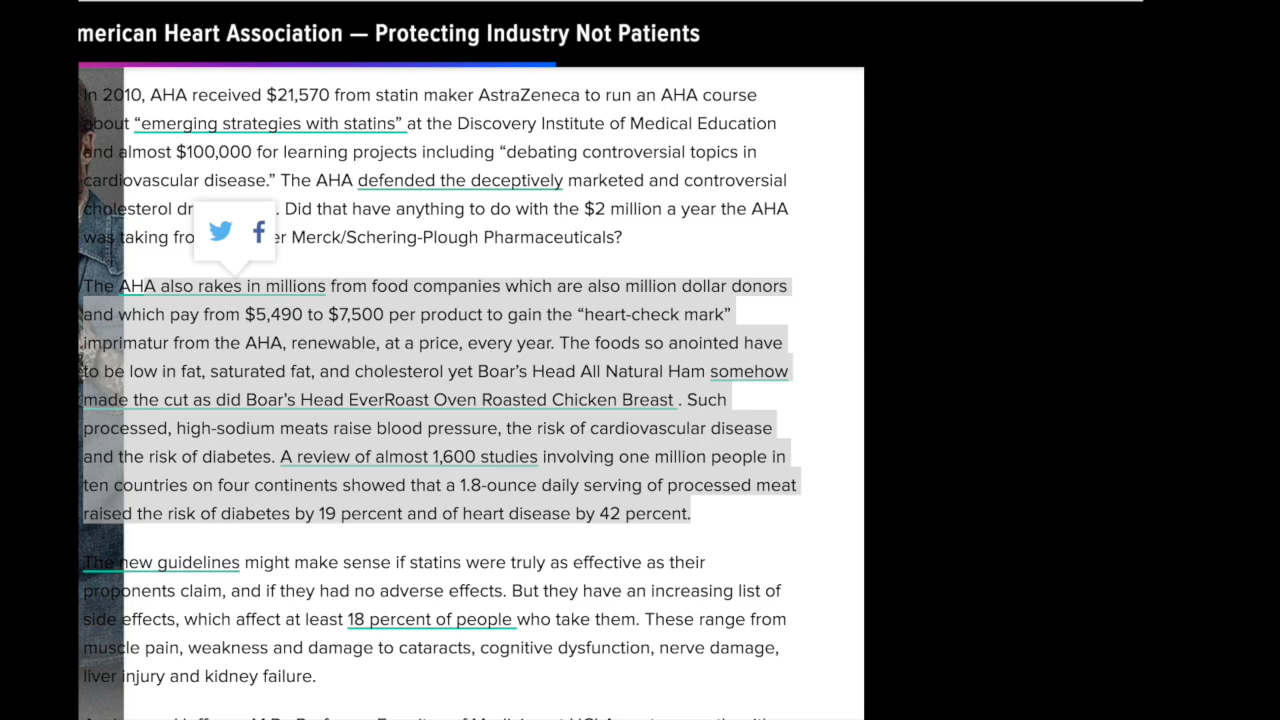 merican Heart Association — Protecting Industry Not Patients
In 2010, AHA received $21,570 from statin maker AstraZeneca to run an AHA course
about “emerging strategies with statins” at the Discovery Institute of Medical Education
and almost $100,000 for learning projects including “debating controversial topics in
cardiovascular disease.” The AHA defended the deceptively marketed and controversial
cholesterol dr . Did that have anything to do with the $2 million a year the AHA
was taking fro er Merck/Schering-Plough Pharmaceuticals?
The AHA also rakes in millions from food companies which are also million dollar donors
and which pay from $5,490 to $7,500 per product to gain the “heart-check mark”
imprimatur from the AHA, renewable, at a price, every year. The foods so anointed have
to be low in fat, saturated fat, and cholesterol yet Boar’s Head All Natural Ham somehow
made the cut as did Boar’s Head EverRoast Oven Roasted Chicken Breast . Such
processed, high-sodium meats raise blood pressure, the risk of cardiovascular disease
and the risk of diabetes. A review of almost 1,600 studies involving one million people in
ten countries on four continents showed that a 1.8-ounce daily serving of processed meat
raised the risk of diabetes by 19 percent and of heart disease by 42 percent.
The new guidelines might make sense if statins were truly as effective as their
proponents claim, and if they had no adverse effects. But they have an increasing list of
side effects, which affect at least 18 percent of people who take them. These range from
muscle pain, weakness and damage to cataracts, cognitive dysfunction, nerve damage,
liver injury and kidney failure.